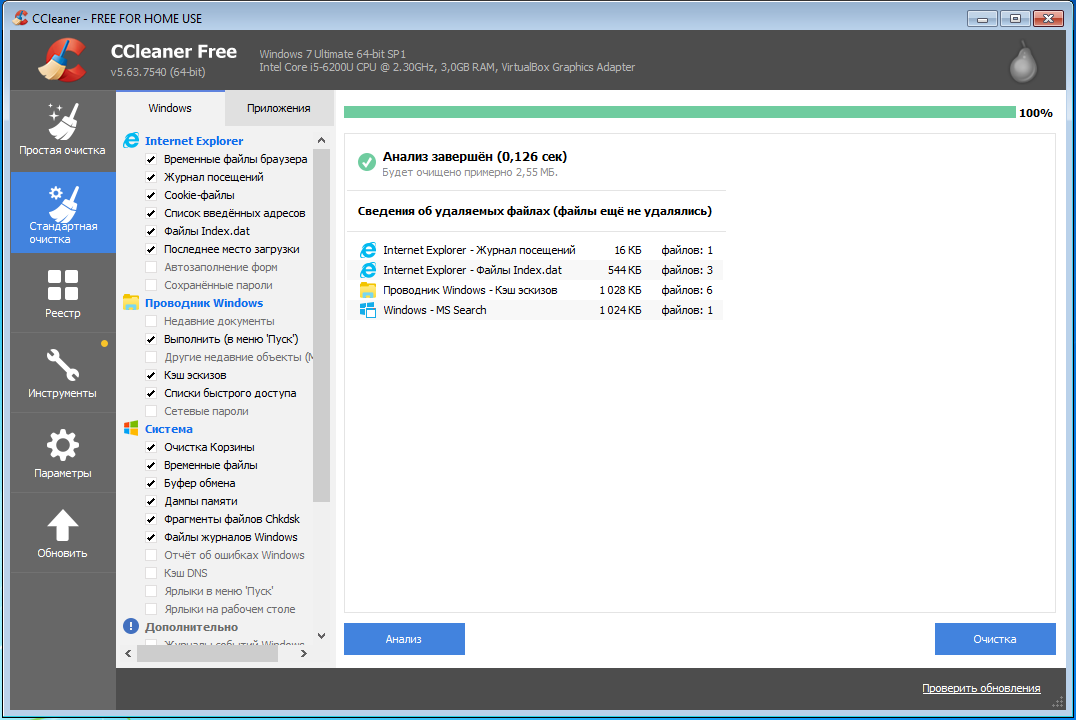 CCleaner - FREE FOR HOME USE
CCleaner Free
v5.63.7540 (64-bit)
Windows 7 Ultimate 64-bit SP1
Intel Core i5-6200U CPU @ 2.30GHz, 3,0GB RAM, VirtualBox Graphics Adapter
Простая очистка
Стандартная
очистка
Реестр
Инструменты
Параметры
Обновить
Windows
Приложения
Internet Explorer
Временные файлы браузера
Журнал посещений
Cookie-файлы
Список введённых адресов
Файлы Index.dat
Последнее место загрузки
Автозаполнение форм
Сохранённые пароли
Проводник Windows
Недавние документы
Выполнить (в меню 'Пуск')
Другие недавние объекты (М
Кэш эскизов
Списки быстрого доступа
Сетевые пароли
Система
Очистка Корзины
Временные файлы
Буфер обмена
Дампы памяти
Фрагменты файлов Chkdsk
Файлы журналов Windows
Отчёт об ошибках Windows
Кэш DNS
Ярлыки в меню 'Пуск'
Ярлыки на рабочем столе
Дополнительно
Журналы событий Windows
100%
Анализ завершён (0,126 сек)
Будет очищено примерно 2,55 МБ.
Сведения об удаляемых файлах (файлы ещё не удалялись)
Internet Explorer - Журнал посещений 16 КБ файлов: 1
Internet Explorer - Файлы Index.dat 544 КБ файлов: 3
Проводник Windows - Кэш эскизов 1 028 КБ файлов: 6
Windows - MS Search 1 024 КБ файлов: 1
Анализ
Очистка
Проверить обновления